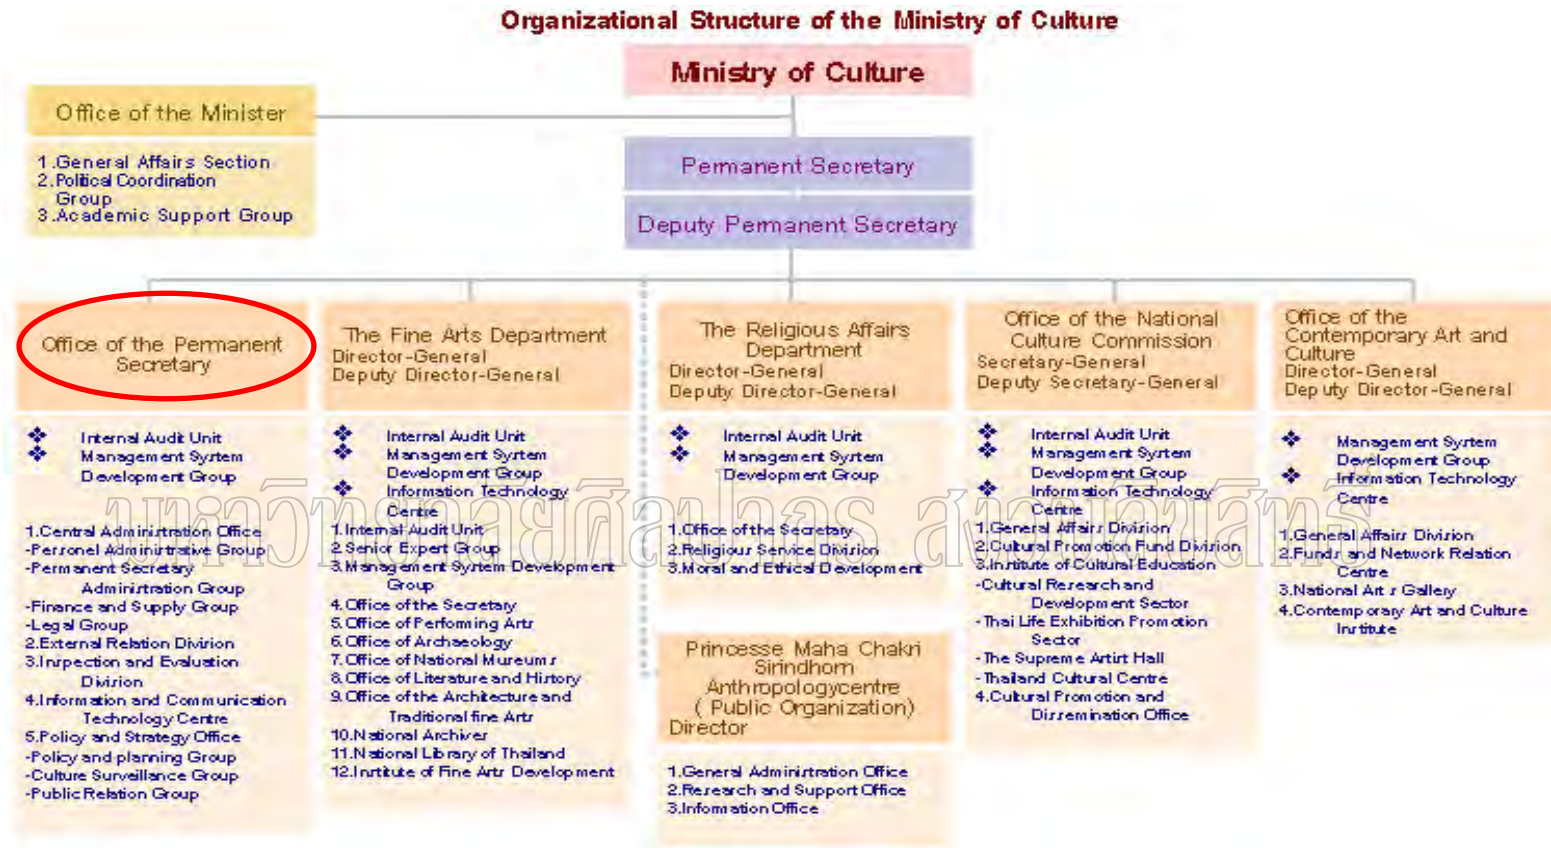 Organizational Structure of the Ministry of Culture
Ministry of Culture
Office of the Minister
1.General Affairs Section
2.Political Coordination
Group
3.Academic Support Group
Permanent Secretary
Deputy Permanent Secretary
Office of the Permanent
Secretary
Internal Audit Unit
Management System
Development Group
1.Central Administration Office
-Personel Administrative Group
-Permanent Secretary
Administration Group
-Finance and Supply Group
-Legal Group
2.External Relation Division
3.Inspection and Evaluation
Division
4.Information and Communication
Technology Centre
5.Policy and Strategy Office
-Policy and planning Group
-Culture Surveillance Group
-Public Relation Group
The Fine Arts Department
Director-General
Deputy Director-General
Internal Audit Unit
Management System
Development Group
Information Technology
Centre
1.Internal Audit Unit
2.Senior Expert Group
3.Management System Development
Group
4.Office of the Secretary
5.Office of Performing Arts
6.Office of Archaeology
7.Office of National Museums
8.Office of Literature and History
9.Office of the Architecture and
Traditional fine Arts
10.National Archives
11.National Library of Thailand
12.Institute of Fine Arts Development
The Religious Affairs
Department
Director-General
Deputy Director-General
Internal Audit Unit
Management System
Development Group
1.Office of the Secretary
2.Religious Service Division
3.Moral and Ethical Development
Princesse Maha Chakri
Sirindhorn
Anthropologycentre
( Public Organization)
Director
1.General Administration Office
2.Research and Support Office
3.Information Office
Office of the National
Culture Commission
Secretary-General
Deputy Secretary-General
Internal Audit Unit
Management System
Development Group
Information Technology
Centre
1.General Affairs Division
2.Cultural Promotion Fund Division
3.Institute of Cultural Education
-Cultural Research and
Development Sector
-Thai Life Exhibition Promotion
Sector
-The Supreme Artist Hall
-Thailand Cultural Centre
4.Cultural Promotion and
Dissemination Office
Office of the
Contemporary Art and
Culture
Director-General
Deputy Director-General
Management System
Development Group
Information Technology
Centre
1.General Affairs Division
2.Funds and Network Relation
Centre
3.National Arts Gallery
4.Contemporary Art and Culture
Institute
มหาวิทยาลัยศิลปากร สงวนลิขสิทธิ์